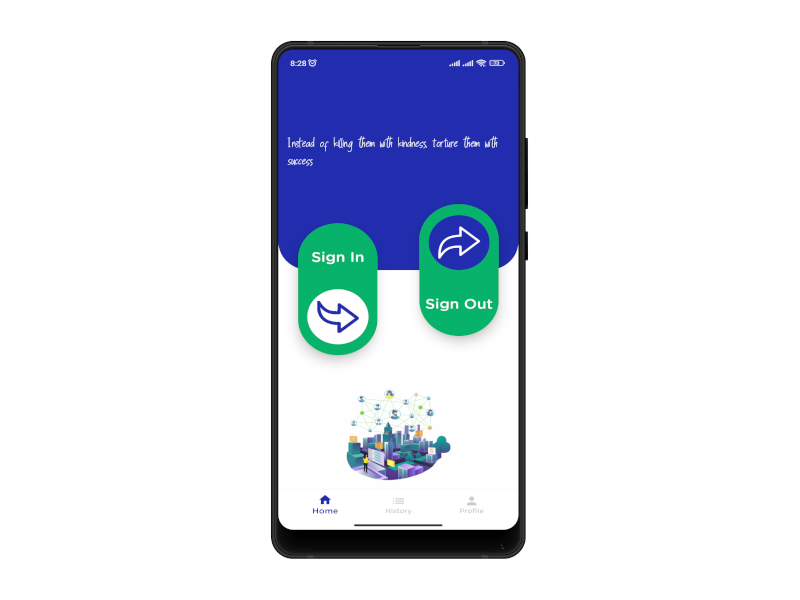 8:28
Instead of killing them with kindness, torture them with
success
Sign In
Sign Out
Home
History
Profile